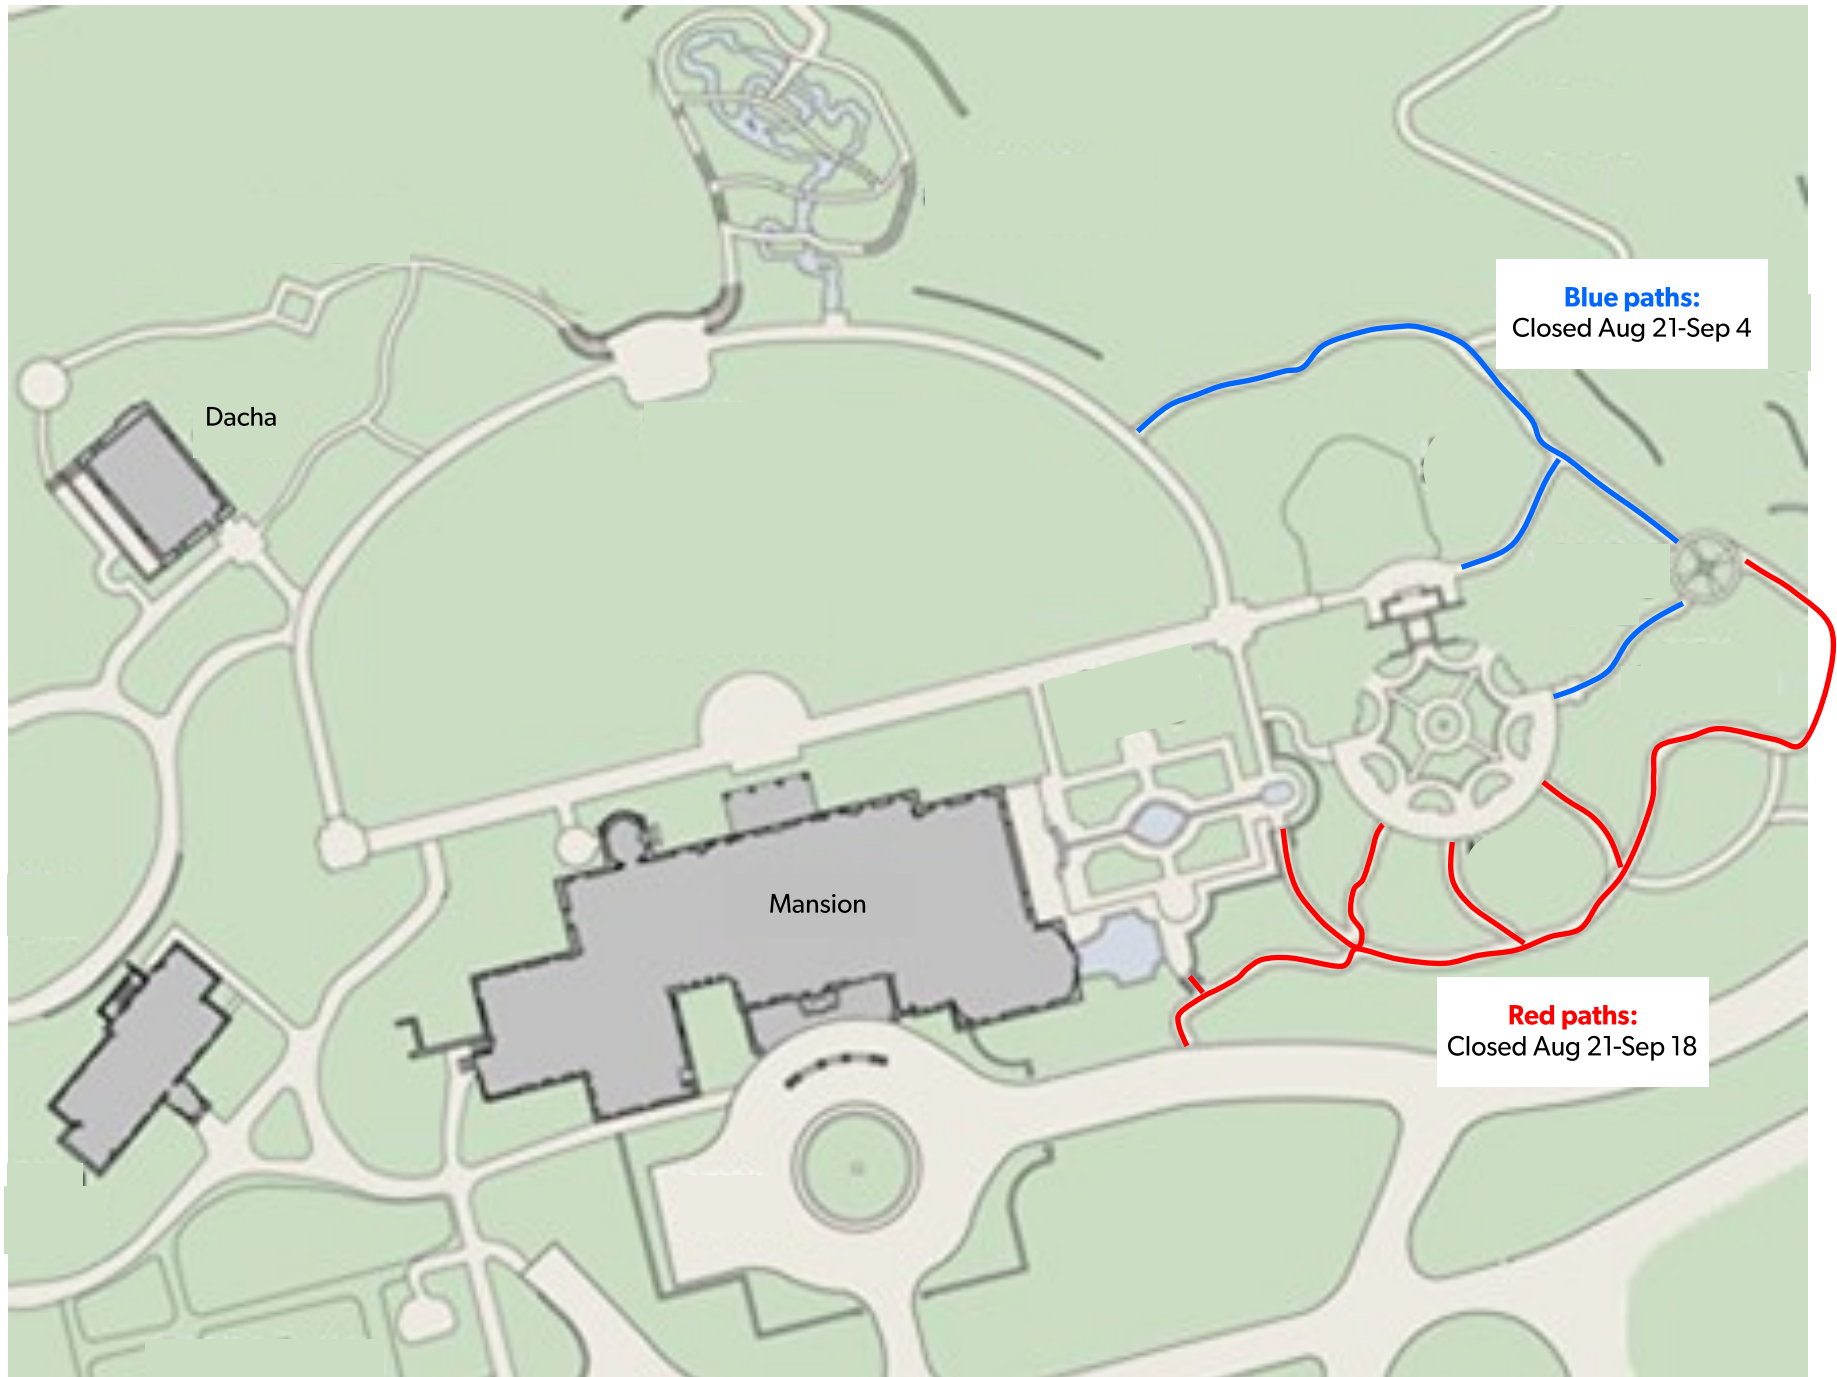 Blue paths:
Closed Aug 21-Sep 4
Dacha
Mansion
Red paths:
Closed Aug 21-Sep 18